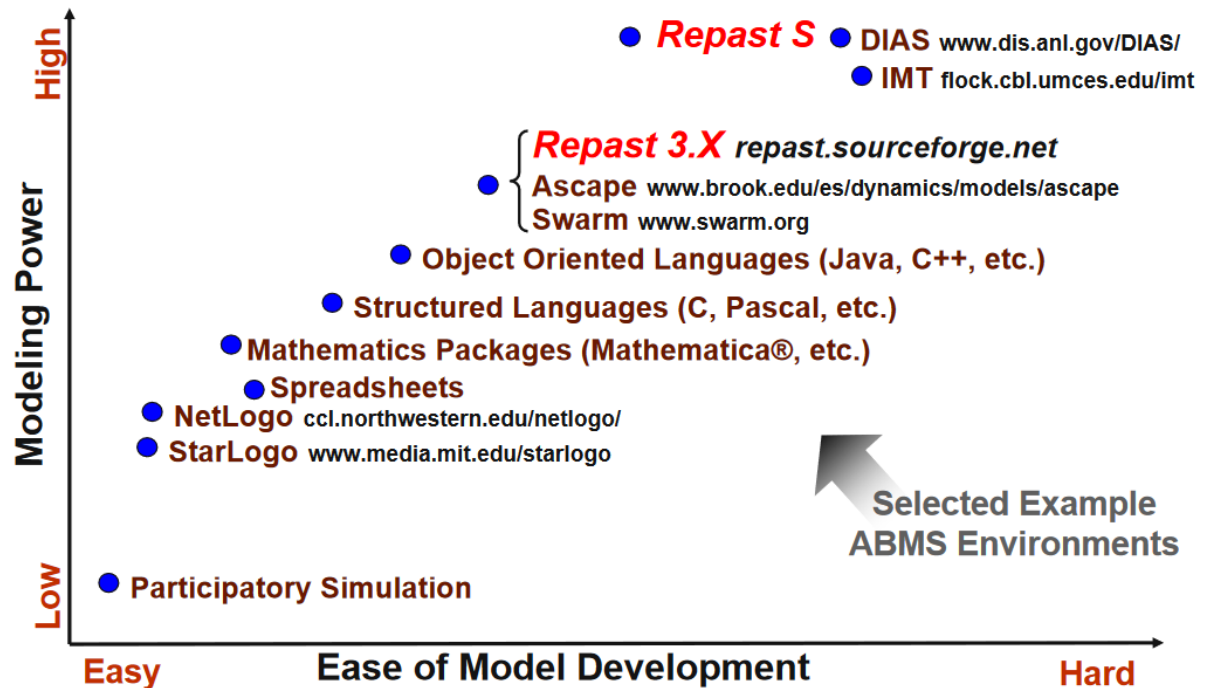 High
Repast S
DIAS www.dis.anl.gov/DIAS/
IMT flock.cbl.umces.edu/imt
Repast 3.X repast.sourceforge.net
Ascape www.brook.edu/es/dynamics/models/ascape
Swarm www.swarm.org
Modeling Power
Object Oriented Languages (Java, C++, etc.)
Structured Languages (C, Pascal, etc.)
Mathematics Packages (Mathematica®, etc.)
Spreadsheets
NetLogo ccl.northwestern.edu/netlogo/
StarLogo www.media.mit.edu/starlogo
Selected Example
ABMS Environments
Low
Participatory Simulation
Easy
Ease of Model Development
Hard